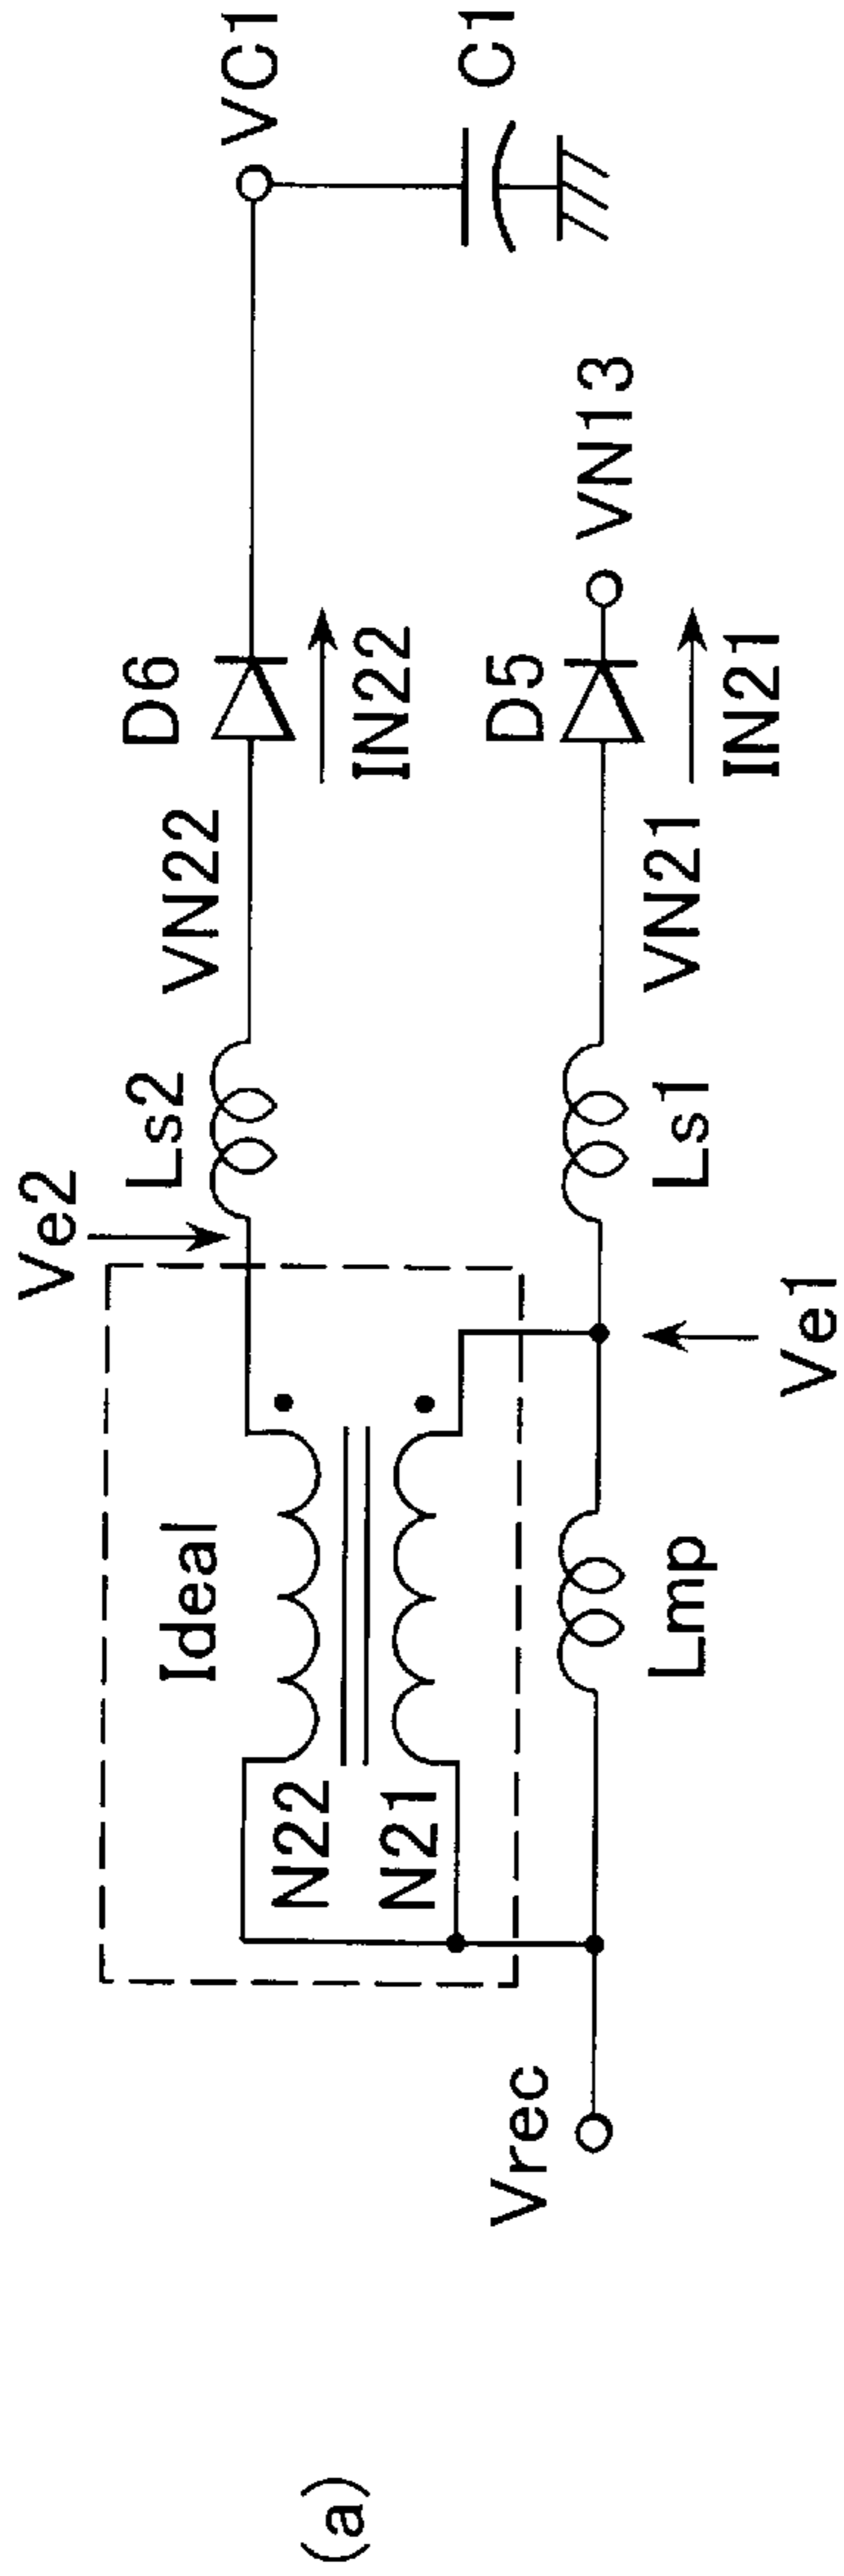 (a)
Vrec
Ideal
N22
N21
Lmp
Ve2
Ve1
Ls2
Ls1
VN22
VN21
D6
IN22
D5
IN21
VN13
VC1
C1